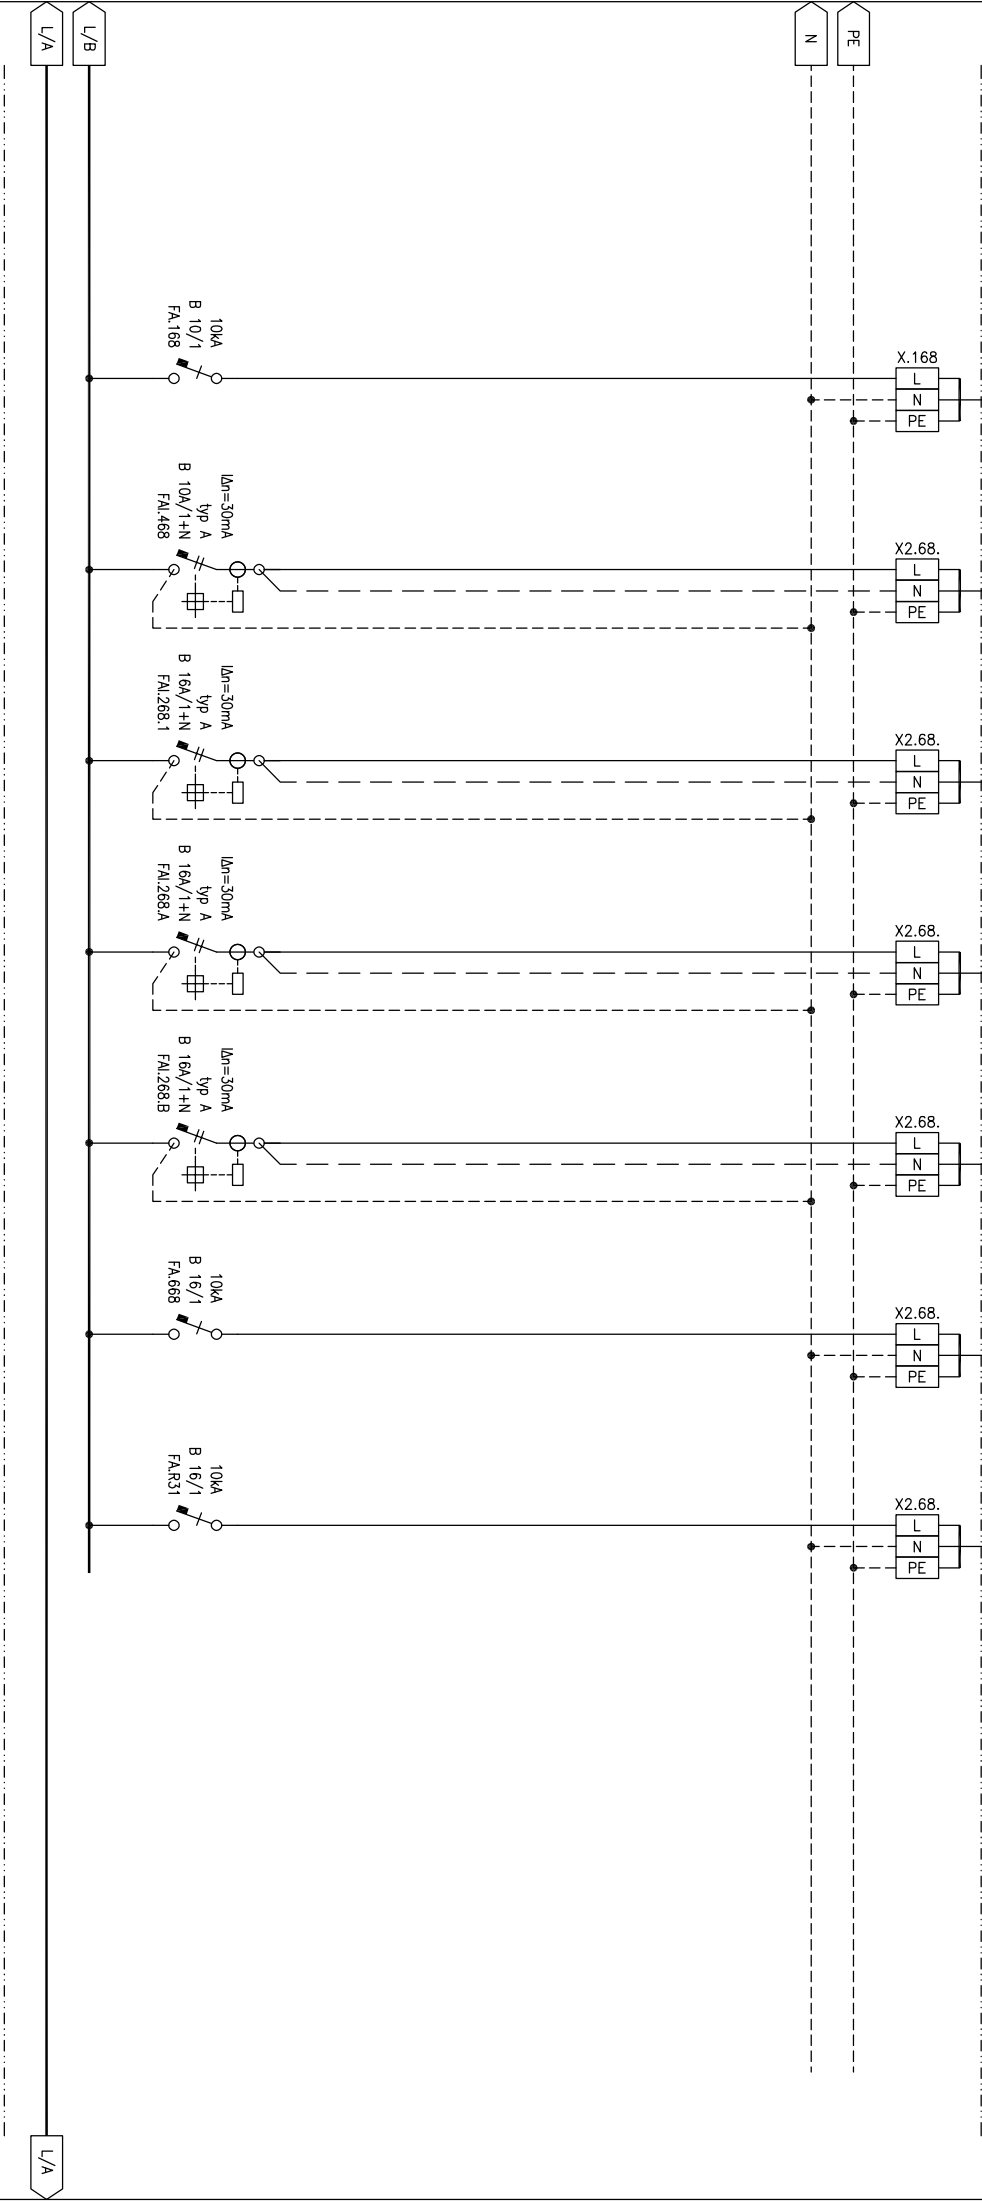 L/A
L/B
N
PE
10kA
B 10/1
FA.168
X.168
L
N
PE
IΔn=30mA
typ A
B 10A/1+N
FAI.468
X2.68.
L
N
PE
IΔn=30mA
typ A
B 16A/1+N
FAI.268.1
X2.68.
L
N
PE
IΔn=30mA
typ A
B 16A/1+N
FAI.268.A
X2.68.
L
N
PE
IΔn=30mA
typ A
B 16A/1+N
FAI.268.B
X2.68.
L
N
PE
10kA
B 16/1
FA.668
X2.68.
L
N
PE
10kA
B 16/1
FA.R31
X2.68.
L
N
PE
L/A